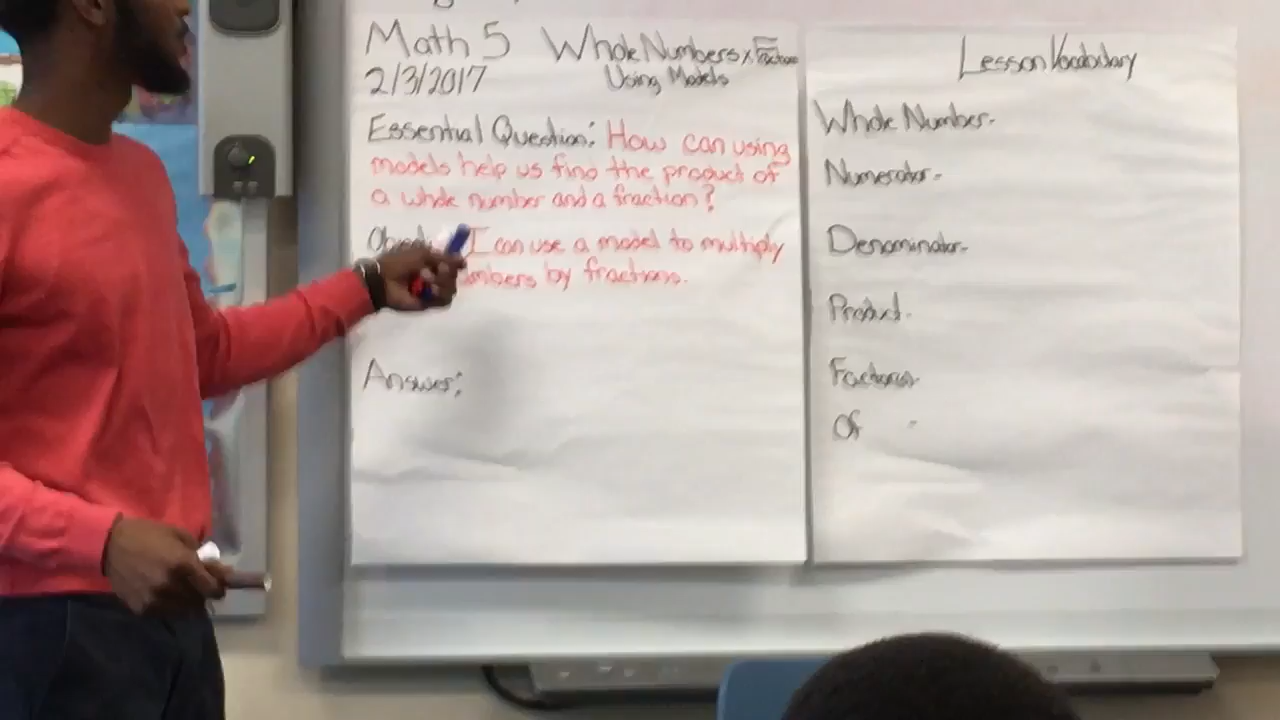 Math 5 Whole Numbers x Fractions
2/3/2017 Using Models
Essential Question: How can using
models help us find the product of
a whole number and a fraction?
I can use a model to multiply
by fractions.
Answer:
Lesson Vocabulary
Whole Number-
Numerator-
Denominator-
Product-
Factors-
Of -